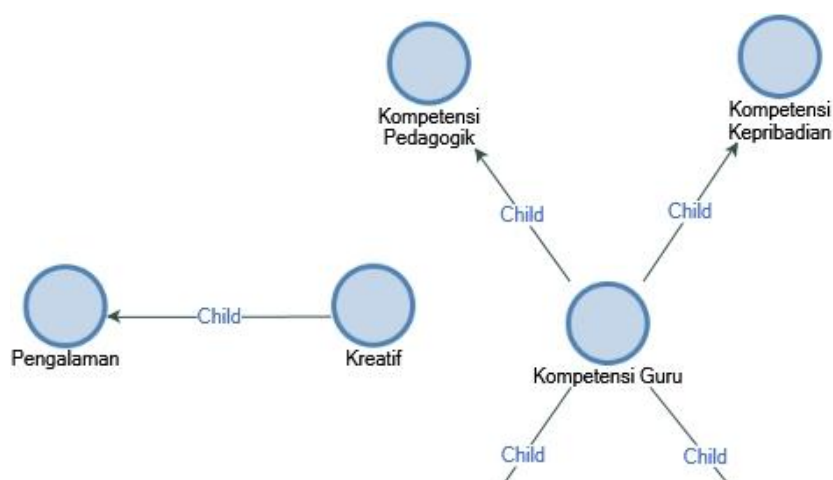 Kompetensi
Pedagogik
Kompetensi
Kepribadian
Child
Child
Child
Pengalaman
Kreatif
Kompetensi Guru
Child
Child